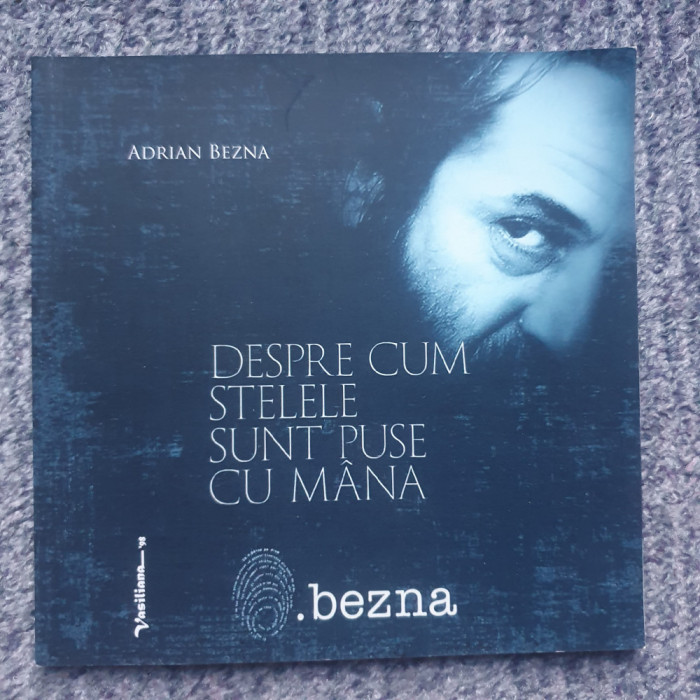 ADRIAN BEZNA
DESPRE CUM
STELELE
SUNT PUSE
CU MÂNA
Vasiliana—'98
.bezna